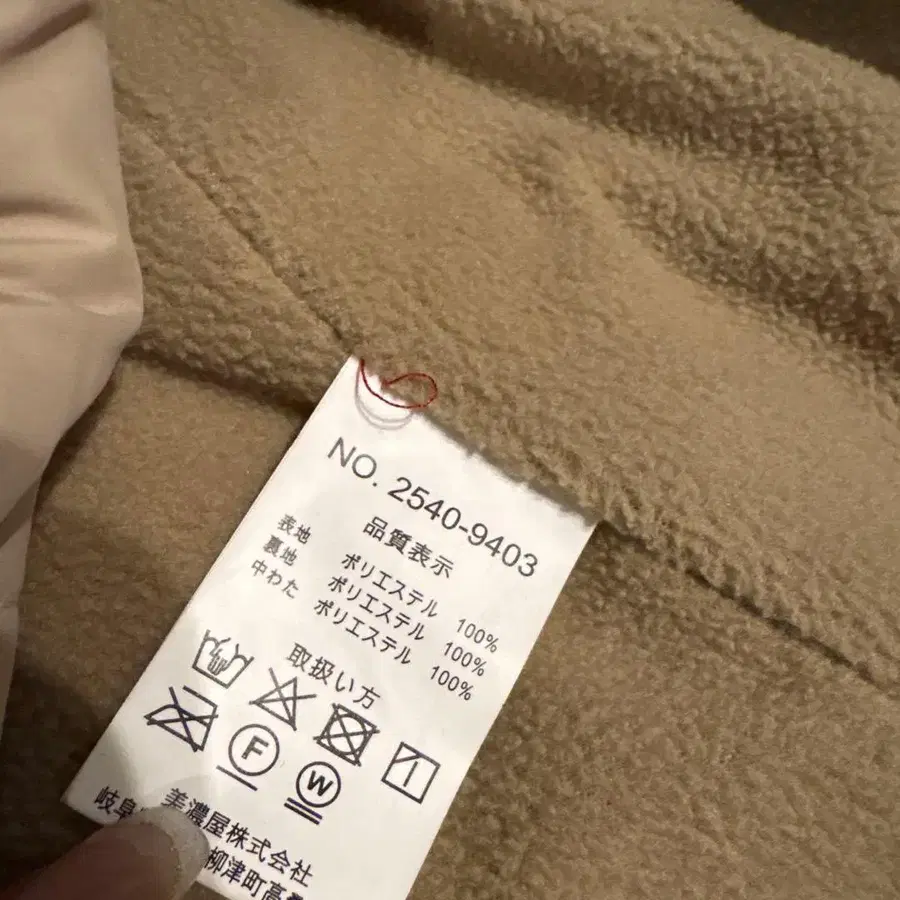 NO. 2540-9403
品質表示
表地 ポリエステル 100%
裏地 ポリエステル 100%
中わた ポリエステル 100%
取扱い方
F
W
美濃屋株式会社
岐阜 柳津町高